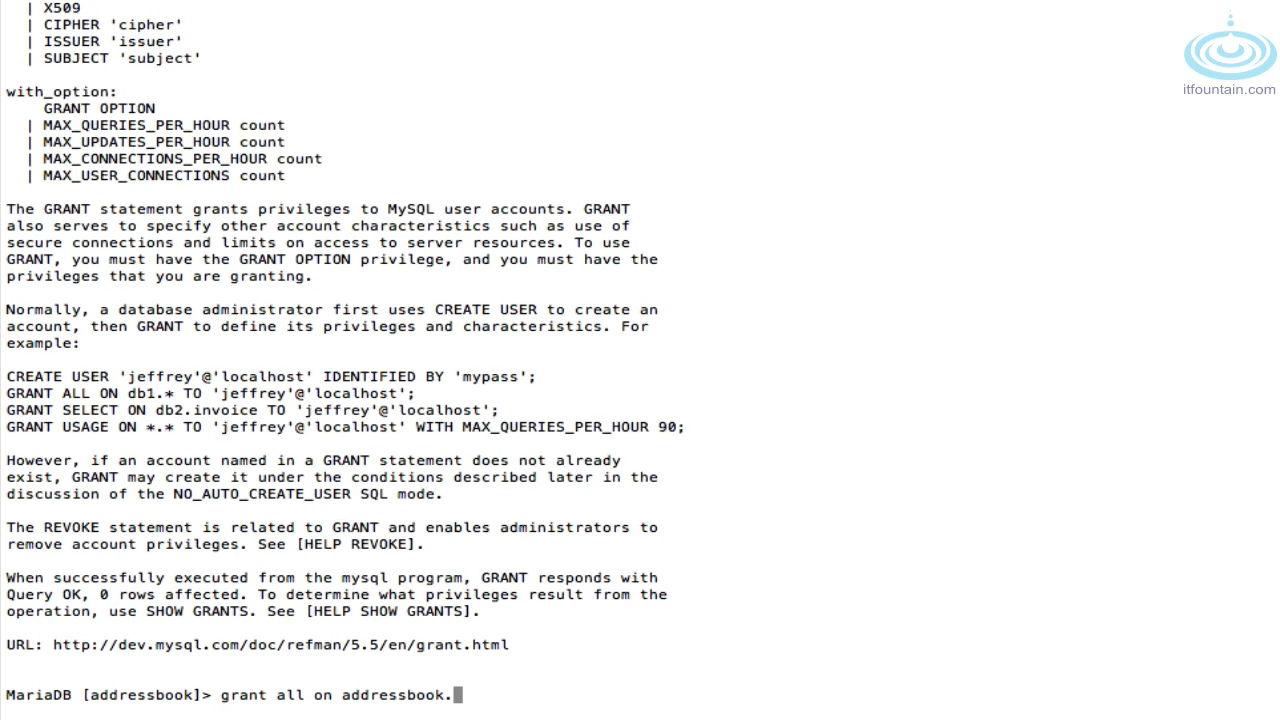 | X509
| CIPHER 'cipher'
| ISSUER 'issuer'
| SUBJECT 'subject'
with_option:
GRANT OPTION
| MAX_QUERIES_PER_HOUR count
| MAX_UPDATES_PER_HOUR count
| MAX_CONNECTIONS_PER_HOUR count
| MAX_USER_CONNECTIONS count
The GRANT statement grants privileges to MySQL user accounts. GRANT
also serves to specify other account characteristics such as use of
secure connections and limits on access to server resources. To use
GRANT, you must have the GRANT OPTION privilege, and you must have the
privileges that you are granting.
Normally, a database administrator first uses CREATE USER to create an
account, then GRANT to define its privileges and characteristics. For
example:
CREATE USER 'jeffrey'@'localhost' IDENTIFIED BY 'mypass';
GRANT ALL ON db1.* TO 'jeffrey'@'localhost';
GRANT SELECT ON db2.invoice TO 'jeffrey'@'localhost';
GRANT USAGE ON *.* TO 'jeffrey'@'localhost' WITH MAX_QUERIES_PER_HOUR 90;
However, if an account named in a GRANT statement does not already
exist, GRANT may create it under the conditions described later in the
discussion of the NO_AUTO_CREATE_USER SQL mode.
The REVOKE statement is related to GRANT and enables administrators to
remove account privileges. See [HELP REVOKE].
When successfully executed from the mysql program, GRANT responds with
Query OK, 0 rows affected. To determine what privileges result from the
operation, use SHOW GRANTS. See [HELP SHOW GRANTS].
URL: http://dev.mysql.com/doc/refman/5.5/en/grant.html
MariaDB [addressbook]> grant all on addressbook.
itfountain.com